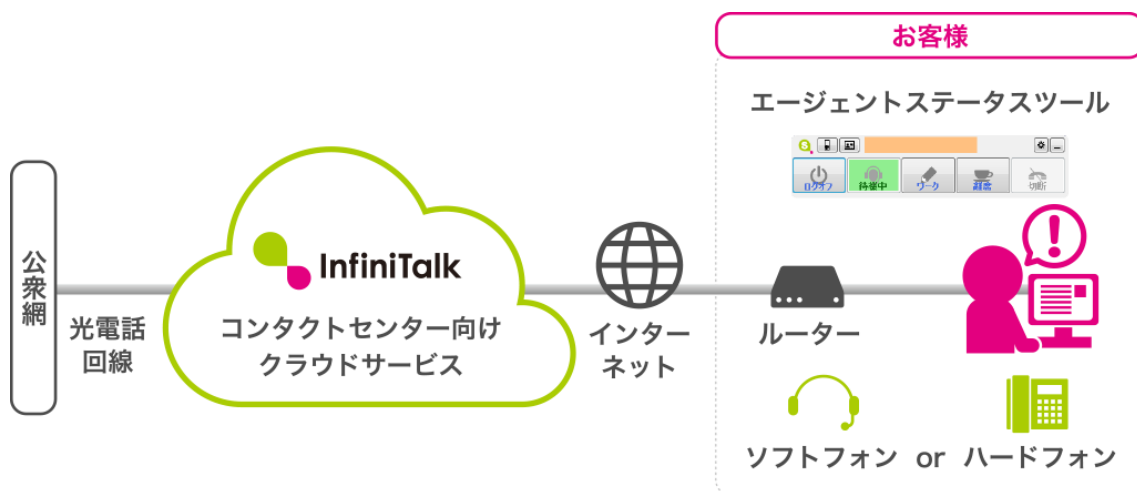 お客様
エージェントステータスツール
ログオフ
待機中
ワーク
離席
切断
公衆網
光電話
回線
InfiniTalk
コンタクトセンター向け
クラウドサービス
インター
ネット
ルーター
ソフトフォン or ハードフォン